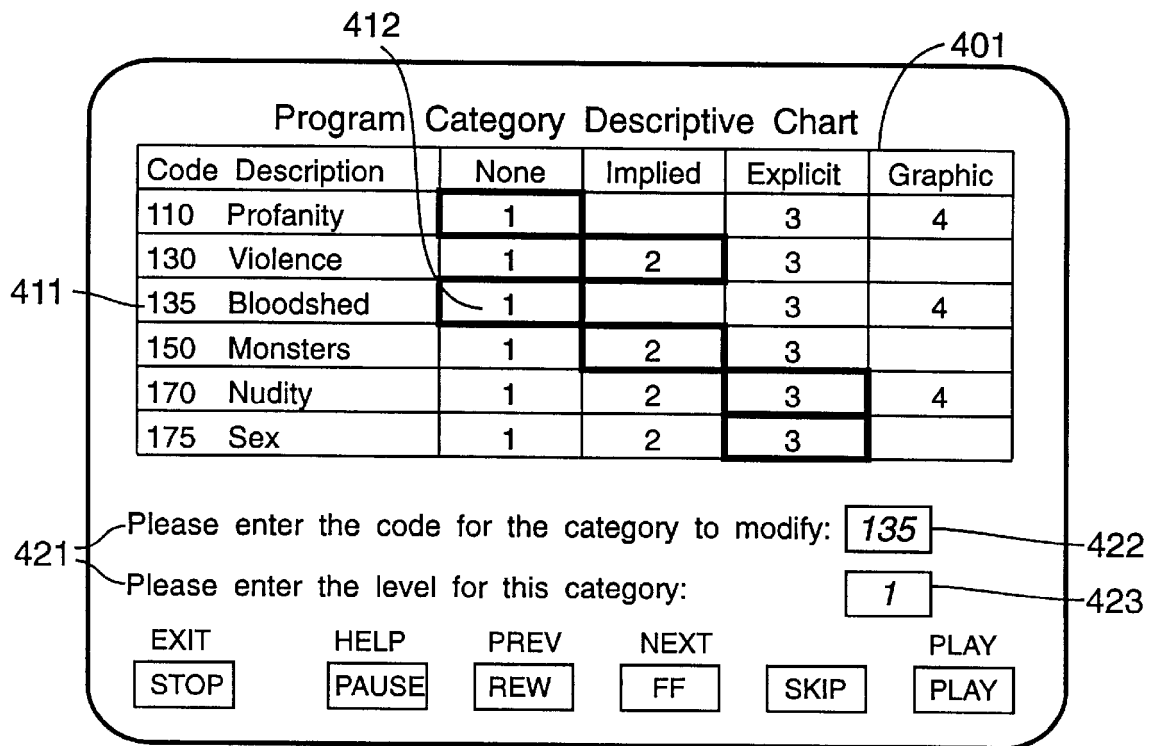 412
401
Program Category Descriptive Chart
Code Description None Implied Explicit Graphic
110 Profanity 1 3 4
130 Violence 1 2 3
411 135 Bloodshed 1 3 4
150 Monsters 1 2 3
170 Nudity 1 2 3 4
175 Sex 1 2 3
Please enter the code for the category to modify: 135
421 422
Please enter the level for this category: 1 423
EXIT HELP PREV NEXT PLAY
STOP PAUSE REW FF SKIP PLAY